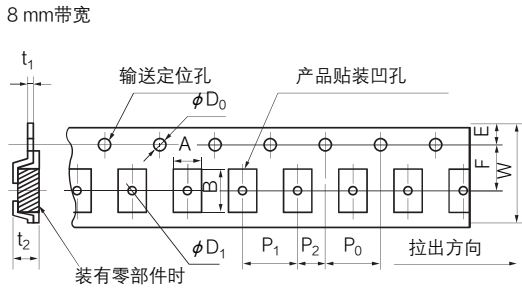 8 mm带宽
t1
输送定位孔
产品贴装凹孔
ϕD0
A
B
E
F
W
t2
ϕD1
P1
P2
P0
拉出方向
装有零部件时